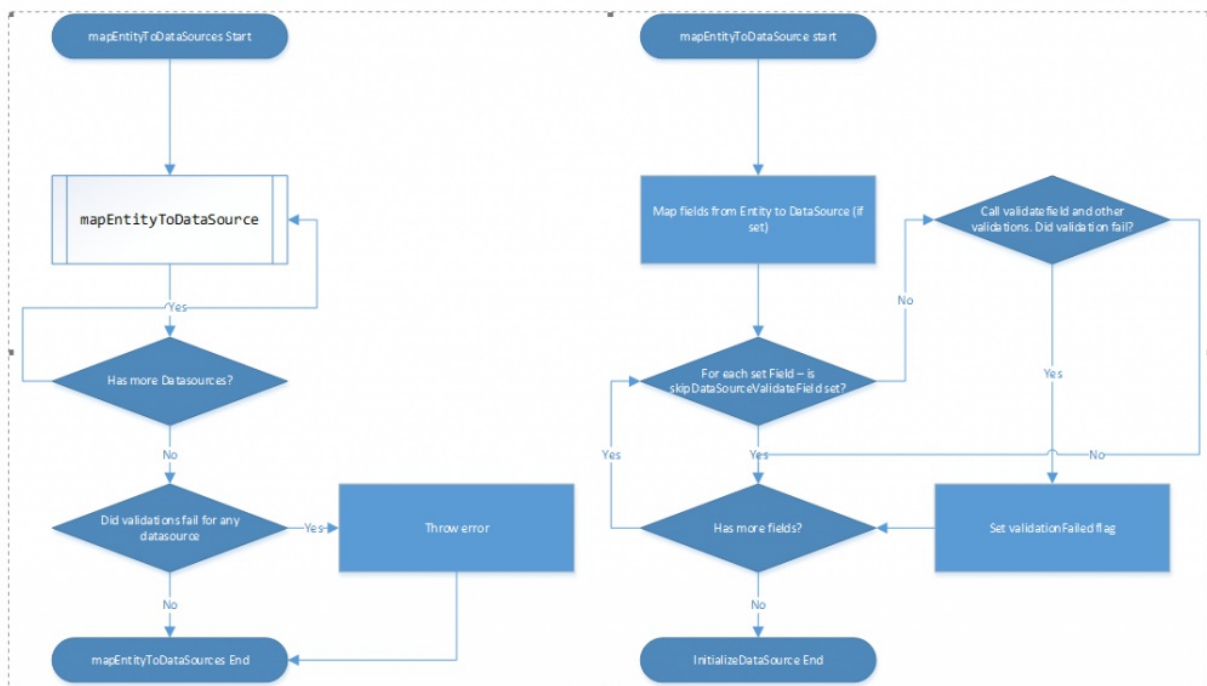 mapEntityToDataSources Start
mapEntityToDataSource
Yes
Has more Datasources?
No
Did validations fail for any
datasource
Yes
Throw error
No
mapEntityToDataSources End
mapEntityToDataSource start
Map fields from Entity to DataSource (if
set)
Call validatefield and other
validations. Did validation fail?
No
For each set Field – is
skipDataSourceValidateField set?
Yes
Yes
Yes
No
Has more fields?
Set validationFailed flag
No
InitializeDataSource End